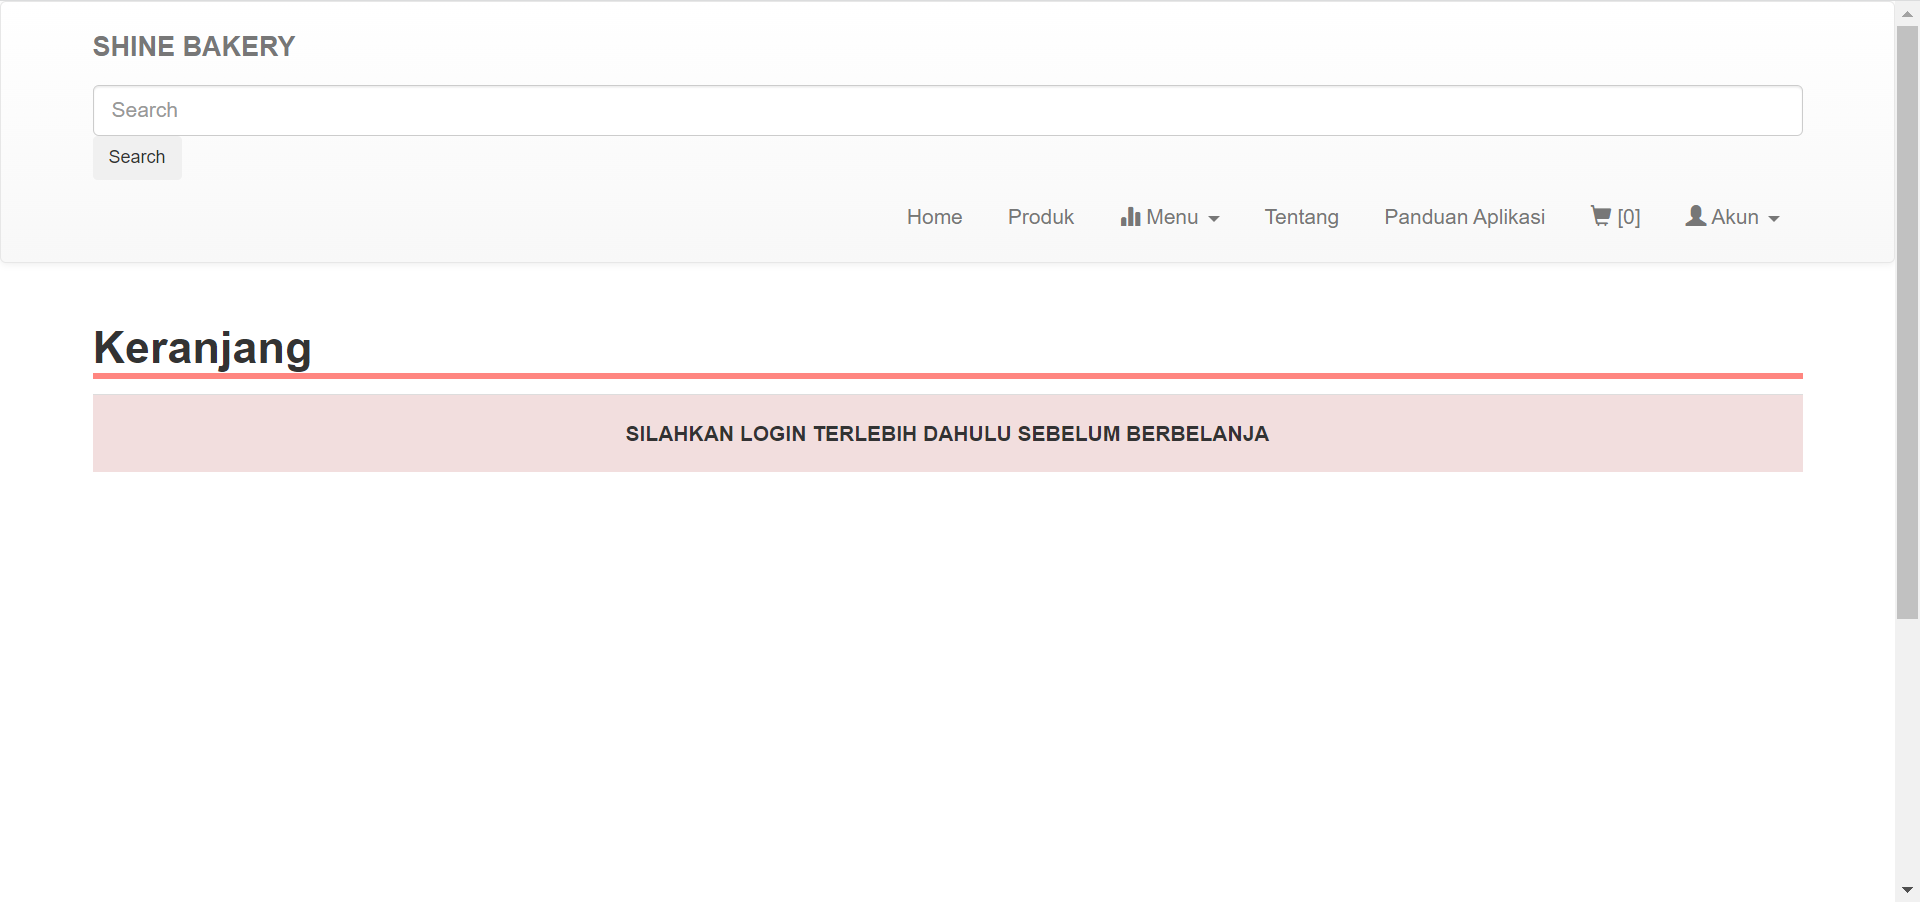 SHINE BAKERY
Search
Search
Home Produk Menu Tentang Panduan Aplikasi [0] Akun
Keranjang
SILAHKAN LOGIN TERLEBIH DAHULU SEBELUM BERBELANJA